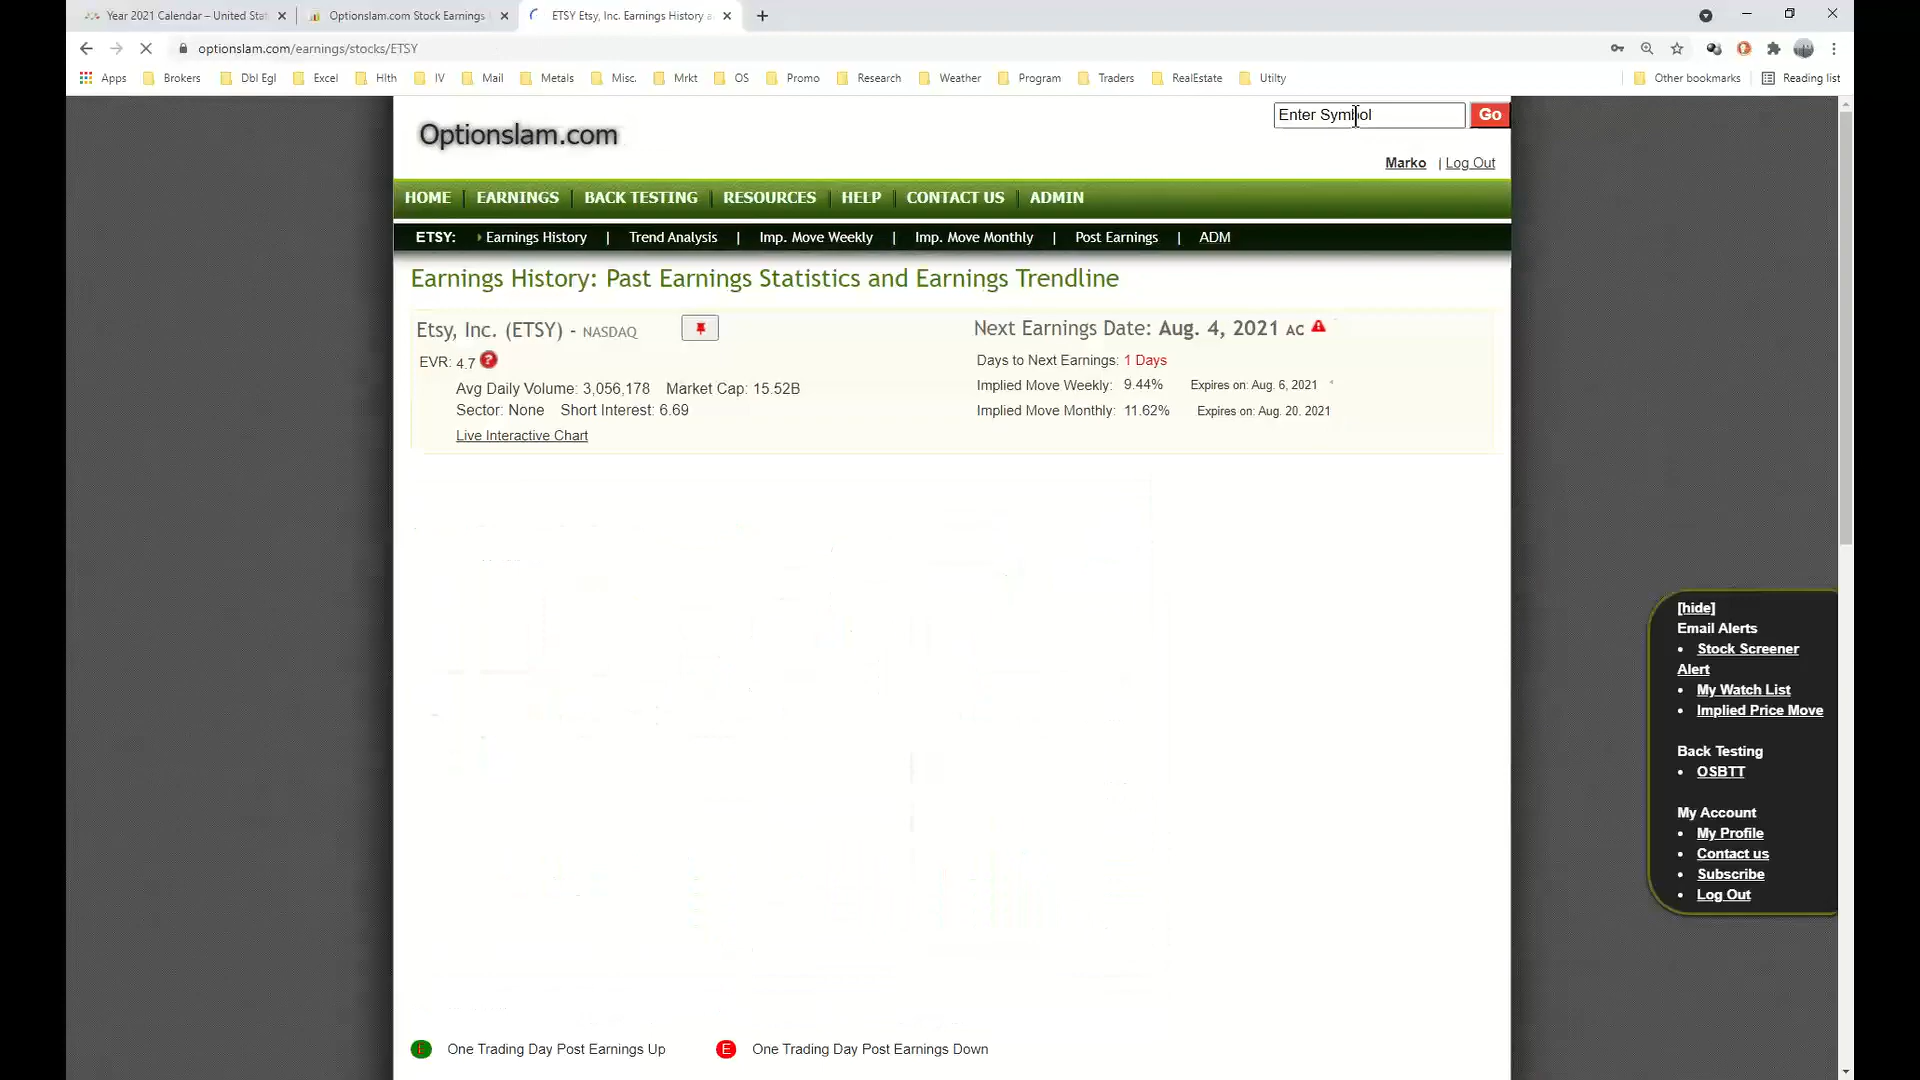 Year 2021 Calendar – United Sta
Optionslam.com Stock Earnings
ETSY Etsy, Inc. Earnings History a
optionslam.com/earnings/stocks/ETSY
Apps Brokers Dbl Egl Excel Hlth IV Mail Metals Misc. Mrkt OS Promo Research Weather Program Traders RealEstate Utilty Other bookmarks Reading list
Enter Symbol Go
Optionslam.com
Marko | Log Out
HOME | EARNINGS | BACK TESTING | RESOURCES | HELP | CONTACT US | ADMIN
ETSY: Earnings History | Trend Analysis | Imp. Move Weekly | Imp. Move Monthly | Post Earnings | ADM
Earnings History: Past Earnings Statistics and Earnings Trendline
Etsy, Inc. (ETSY) - NASDAQ
EVR: 4.7 ?
Avg Daily Volume: 3,056,178 Market Cap: 15.52B
Sector: None Short Interest: 6.69
Live Interactive Chart
Next Earnings Date: Aug. 4, 2021 AC
Days to Next Earnings: 1 Days
Implied Move Weekly: 9.44% Expires on: Aug. 6, 2021
Implied Move Monthly: 11.62% Expires on: Aug. 20. 2021
[hide]
Email Alerts
• Stock Screener
Alert
• My Watch List
• Implied Price Move
Back Testing
• OSBTT
My Account
• My Profile
• Contact us
• Subscribe
• Log Out
E One Trading Day Post Earnings Up E One Trading Day Post Earnings Down